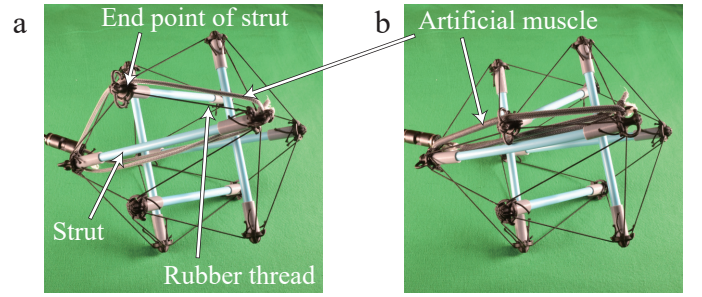 a
End point of strut
b
Artificial muscle
Strut
Rubber thread